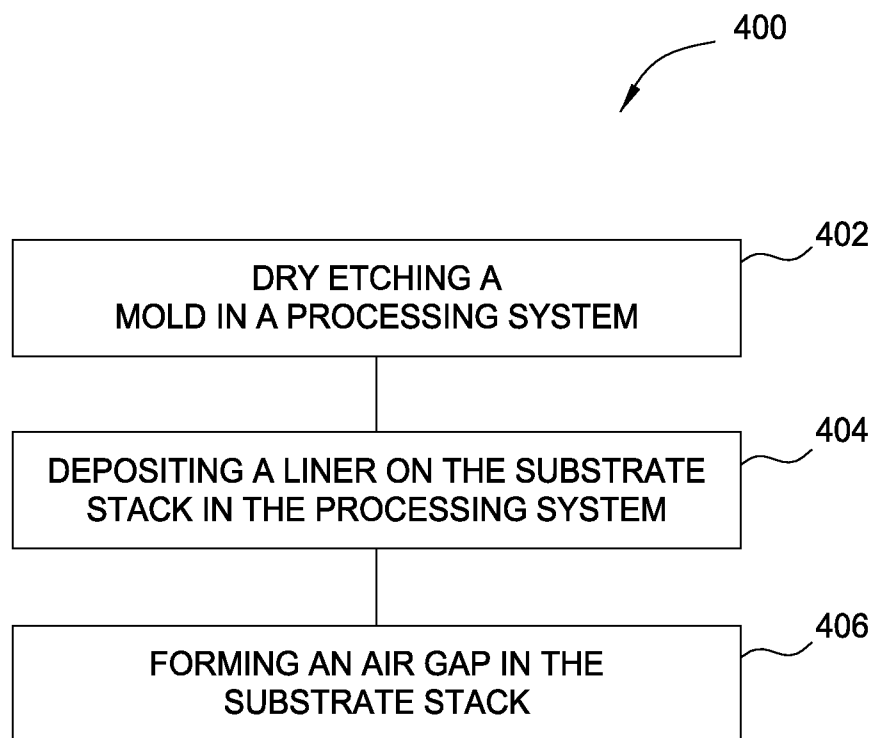 400
402
DRY ETCHING A
MOLD IN A PROCESSING SYSTEM
404
DEPOSITING A LINER ON THE SUBSTRATE
STACK IN THE PROCESSING SYSTEM
406
FORMING AN AIR GAP IN THE
SUBSTRATE STACK